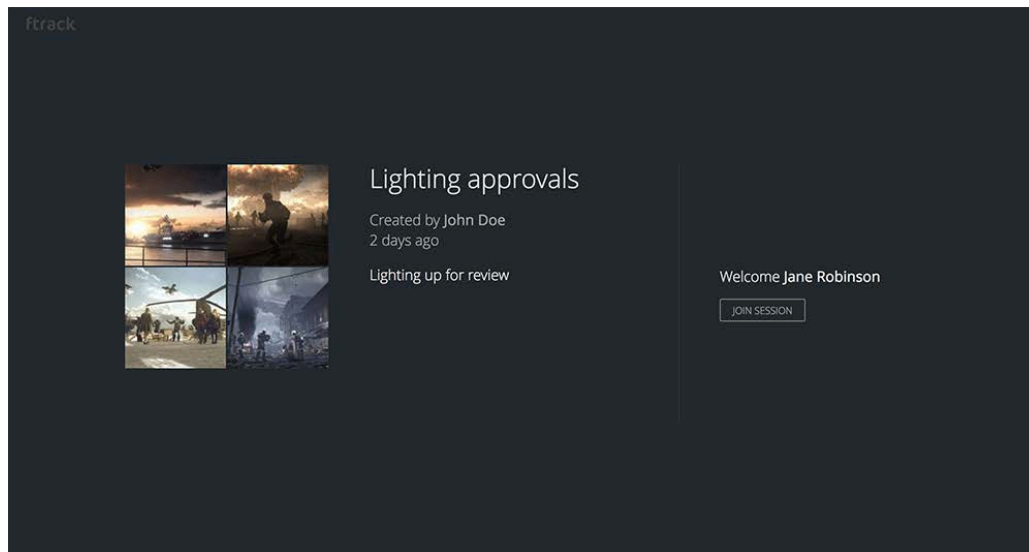 ftrack
Lighting approvals
Created by John Doe
2 days ago
Lighting up for review
Welcome Jane Robinson
JOIN SESSION